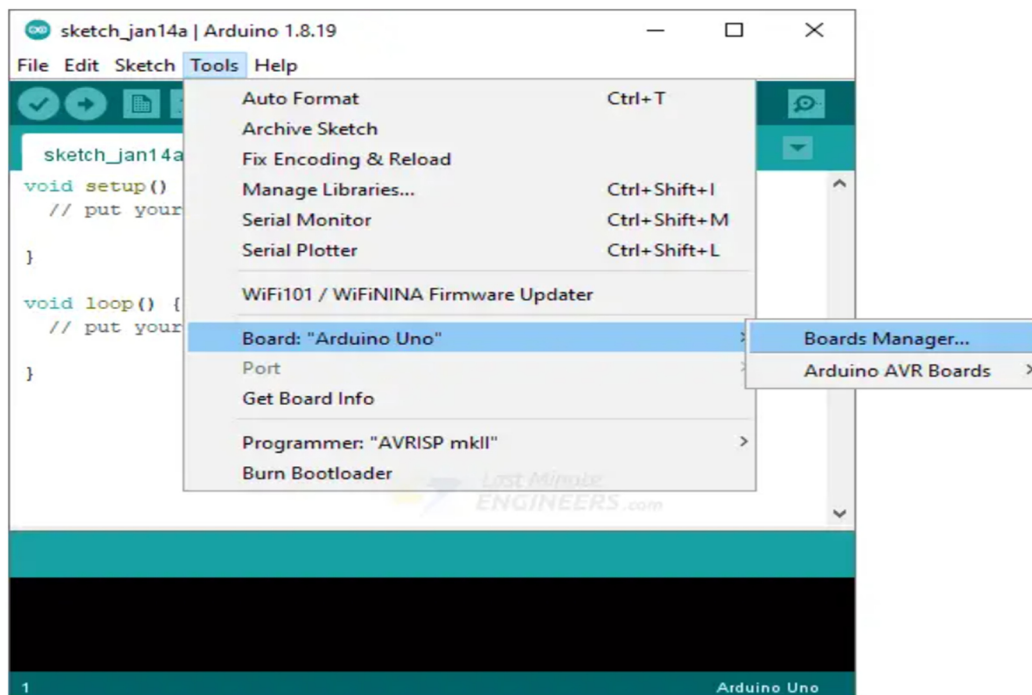 sketch_jan14a | Arduino 1.8.19
File Edit Sketch Tools Help
Auto Format Ctrl+T
Archive Sketch
Fix Encoding & Reload
Manage Libraries... Ctrl+Shift+I
Serial Monitor Ctrl+Shift+M
Serial Plotter Ctrl+Shift+L
WiFi101 / WiFiNINA Firmware Updater
Board: "Arduino Uno"
Port
Get Board Info
Programmer: "AVRISP mkII"
Burn Bootloader
Boards Manager...
Arduino AVR Boards
sketch_jan14a
void setup()
// put your
}
void loop() {
// put your
}
Last Minute
ENGINEERS.com
1 Arduino Uno